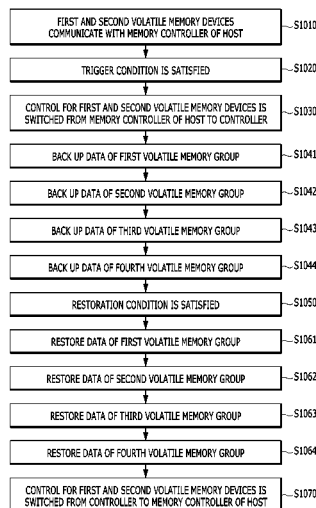 FIRST AND SECOND VOLATILE MEMORY DEVICES
COMMUNICATE WITH MEMORY CONTROLLER OF HOST
S1010
TRIGGER CONDITION IS SATISFIED
S1020
CONTROL FOR FIRST AND SECOND VOLATILE MEMORY DEVICES IS
SWITCHED FROM MEMORY CONTROLLER OF HOST TO CONTROLLER
S1030
BACK UP DATA OF FIRST VOLATILE MEMORY GROUP
S1041
BACK UP DATA OF SECOND VOLATILE MEMORY GROUP
S1042
BACK UP DATA OF THIRD VOLATILE MEMORY GROUP
S1043
BACK UP DATA OF FOURTH VOLATILE MEMORY GROUP
S1044
RESTORATION CONDITION IS SATISFIED
S1050
RESTORE DATA OF FIRST VOLATILE MEMORY GROUP
S1061
RESTORE DATA OF SECOND VOLATILE MEMORY GROUP
S1062
RESTORE DATA OF THIRD VOLATILE MEMORY GROUP
S1063
RESTORE DATA OF FOURTH VOLATILE MEMORY GROUP
S1064
CONTROL FOR FIRST AND SECOND VOLATILE MEMORY DEVICES IS
SWITCHED FROM CONTROLLER TO MEMORY CONTROLLER OF HOST
S1070